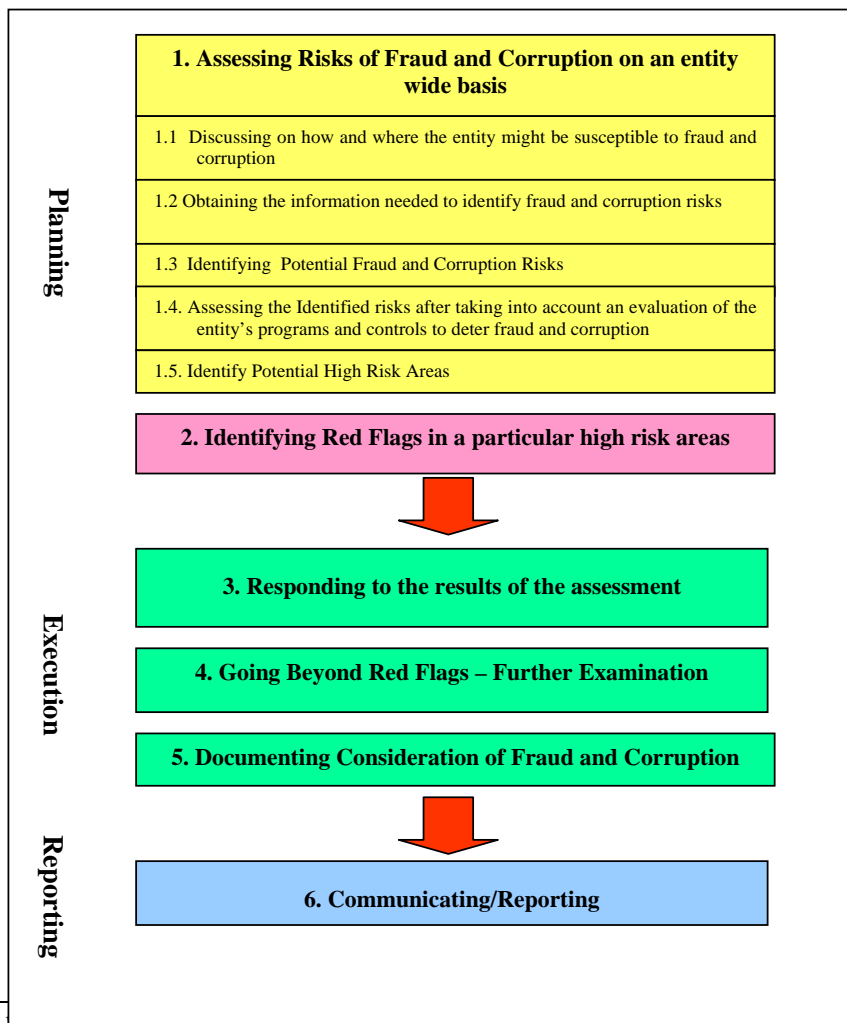 Planning
1. Assessing Risks of Fraud and Corruption on an entity
wide basis
1.1 Discussing on how and where the entity might be susceptible to fraud and
corruption
1.2 Obtaining the information needed to identify fraud and corruption risks
1.3 Identifying Potential Fraud and Corruption Risks
1.4. Assessing the Identified risks after taking into account an evaluation of the
entity's programs and controls to deter fraud and corruption
1.5. Identify Potential High Risk Areas
2. Identifying Red Flags in a particular high risk areas
Execution
3. Responding to the results of the assessment
4. Going Beyond Red Flags – Further Examination
5. Documenting Consideration of Fraud and Corruption
Reporting
6. Communicating/Reporting